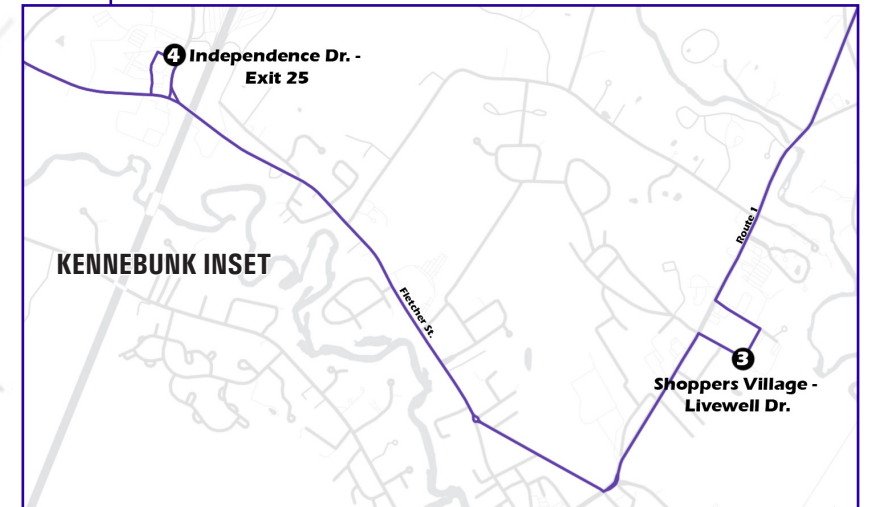 4 Independence Dr. -
Exit 25
KENNEBUNK INSET
Route 1
Fletcher St.
3
Shoppers Village -
Livewell Dr.